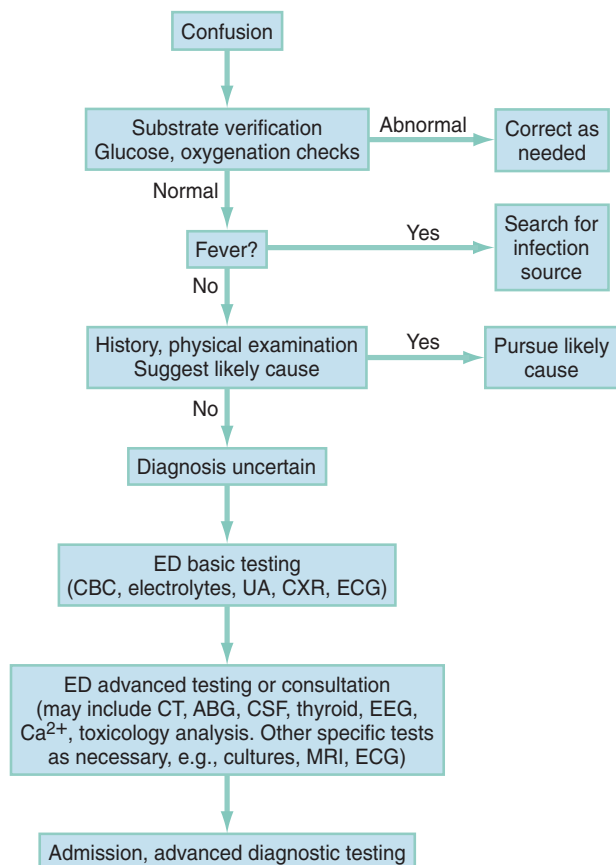 Confusion
Substrate verification
Glucose, oxygenation checks
Abnormal
Correct as
needed
Normal
Fever?
Yes
Search for
infection
source
No
History, physical examination
Suggest likely cause
Yes
Pursue likely
cause
No
Diagnosis uncertain
ED basic testing
(CBC, electrolytes, UA, CXR, ECG)
ED advanced testing or consultation
(may include CT, ABG, CSF, thyroid, EEG,
Ca²⁺, toxicology analysis. Other specific tests
as necessary, e.g., cultures, MRI, ECG)
Admission, advanced diagnostic testing